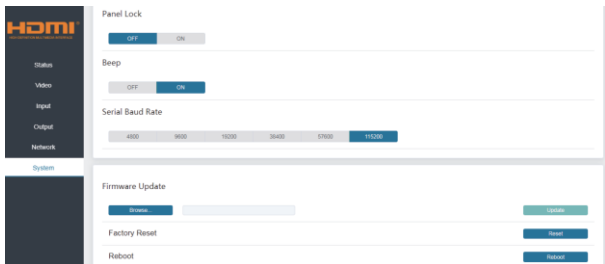 Panel Lock
HDMI
OFF ON
Status
Beep
Video
OFF ON
Input
Serial Baud Rate
Output
4800 9600 19200 38400 57600 115200
Network
System
Firmware Update
Browse... Update
Factory Reset Reset
Reboot Reboot